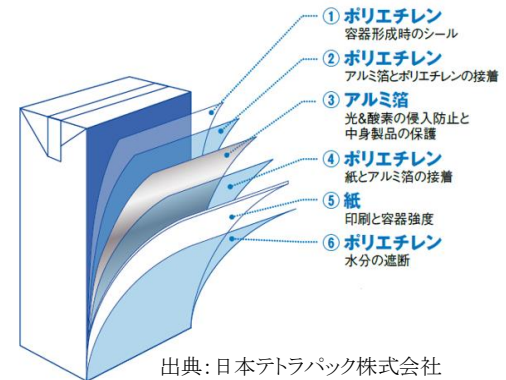 ① ポリエチレン
容器形成時のシール
② ポリエチレン
アルミ箔とポリエチレンの接着
③ アルミ箔
光&酸素の侵入防止と
中身製品の保護
④ ポリエチレン
紙とアルミ箔の接着
⑤ 紙
印刷と容器強度
⑥ ポリエチレン
水分の遮断
出典：日本テトラパック株式会社